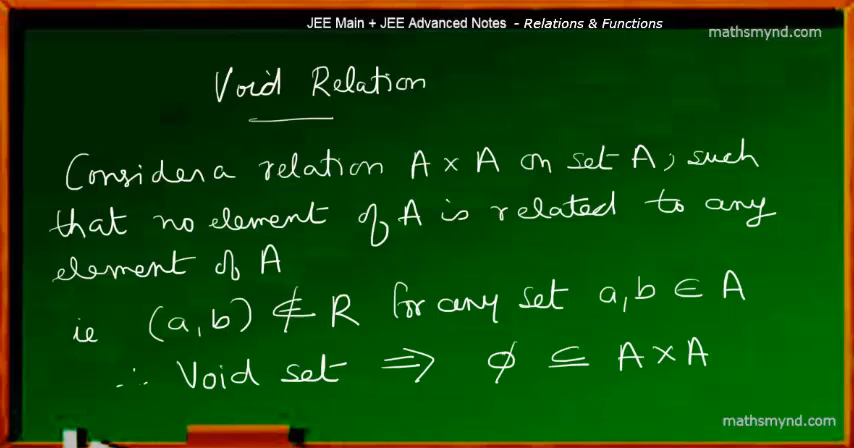 JEE Main + JEE Advanced Notes - Relations & Functions
mathsmynd.com
Void Relation
Consider a relation A × A on set A, such
that no element of A is related to any
element of A
ie (a, b) ∉ R for any set a, b ∈ A
∴ Void set ⇒ ϕ ⊆ A × A
mathsmynd.com